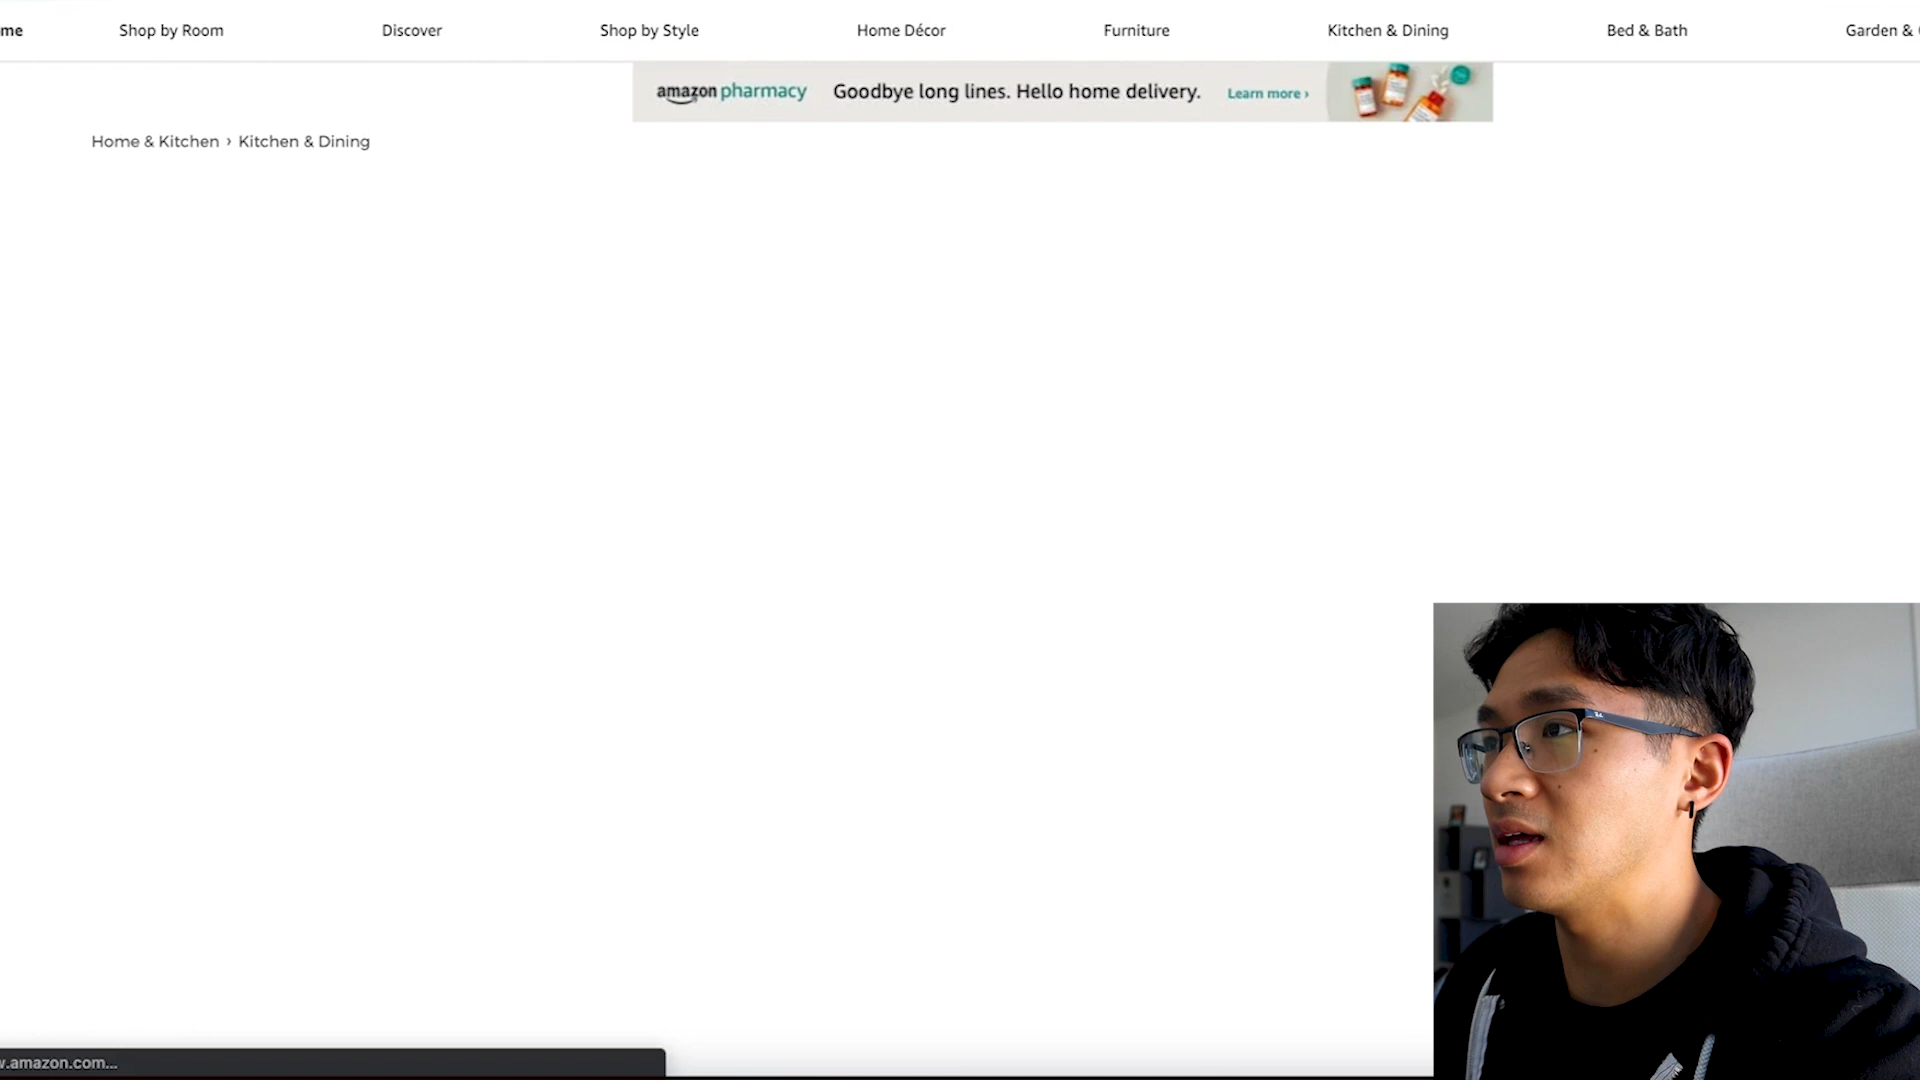 me Shop by Room Discover Shop by Style Home Décor Furniture Kitchen & Dining Bed & Bath Garden &
amazon pharmacy Goodbye long lines. Hello home delivery. Learn more ›
Home & Kitchen › Kitchen & Dining
w.amazon.com...